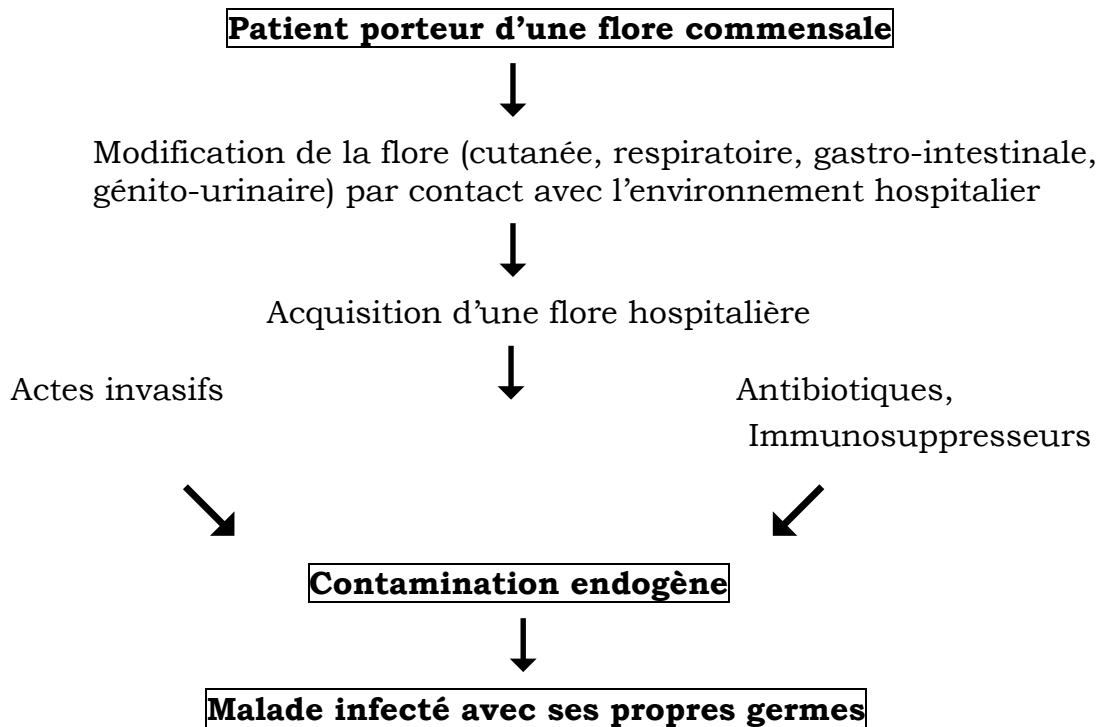 Patient porteur d’une flore commensale
Modification de la flore (cutanée, respiratoire, gastro-intestinale,
génito-urinaire) par contact avec l’environnement hospitalier
Acquisition d’une flore hospitalière
Actes invasifs
Antibiotiques,
Immunosuppresseurs
Contamination endogène
Malade infecté avec ses propres germes